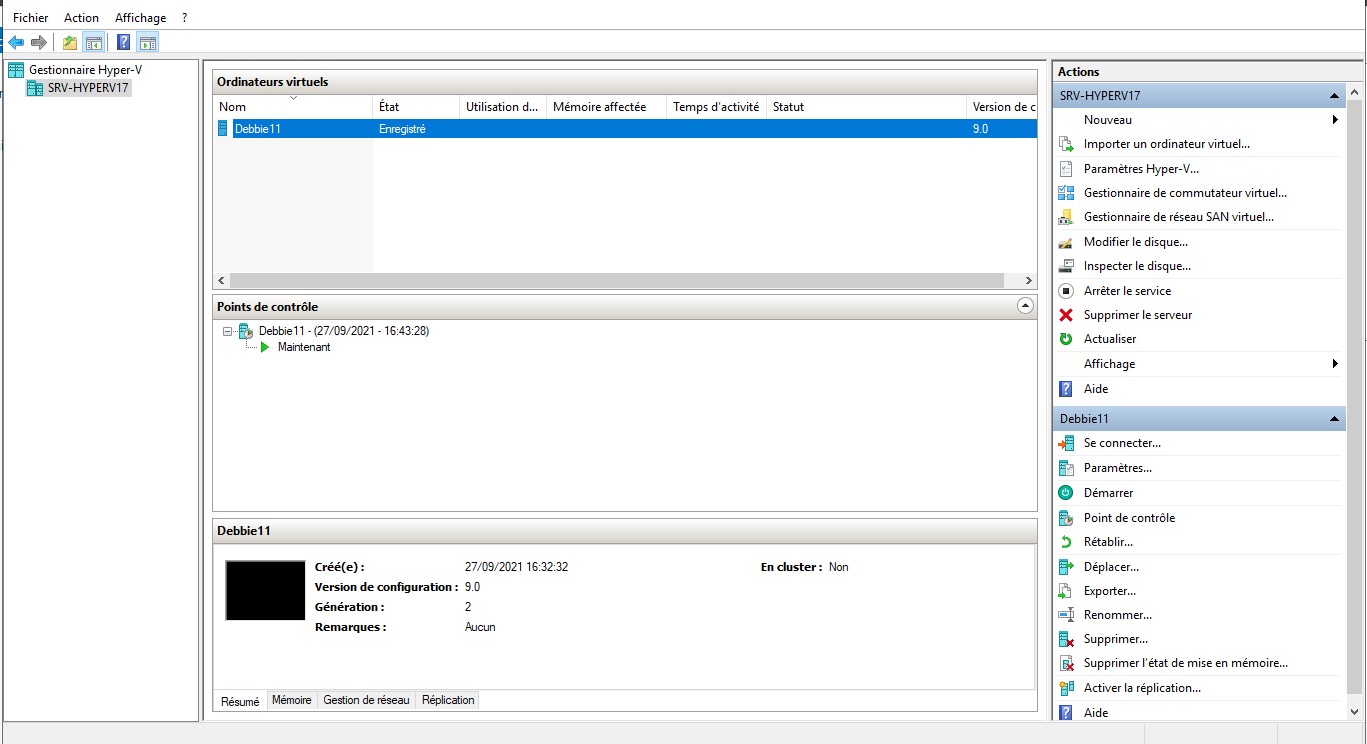 Fichier Action Affichage ?
Gestionnaire Hyper-V
SRV-HYPERV17
Ordinateurs virtuels
Nom État Utilisation d... Mémoire affectée Temps d'activité Statut Version de c
Debbie11 Enregistré 9.0
Points de contrôle
Debbie11 - (27/09/2021 - 16:43:28)
Maintenant
Debbie11
Créé(e) : 27/09/2021 16:32:32 En cluster : Non
Version de configuration : 9.0
Génération : 2
Remarques : Aucun
Résumé Mémoire Gestion de réseau Réplication
Actions
SRV-HYPERV17
Nouveau
Importer un ordinateur virtuel...
Paramètres Hyper-V...
Gestionnaire de commutateur virtuel...
Gestionnaire de réseau SAN virtuel...
Modifier le disque...
Inspecter le disque...
Arrêter le service
Supprimer le serveur
Actualiser
Affichage
Aide
Debbie11
Se connecter...
Paramètres...
Démarrer
Point de contrôle
Rétablir...
Déplacer...
Exporter...
Renommer...
Supprimer...
Supprimer l'état de mise en mémoire...
Activer la réplication...
Aide